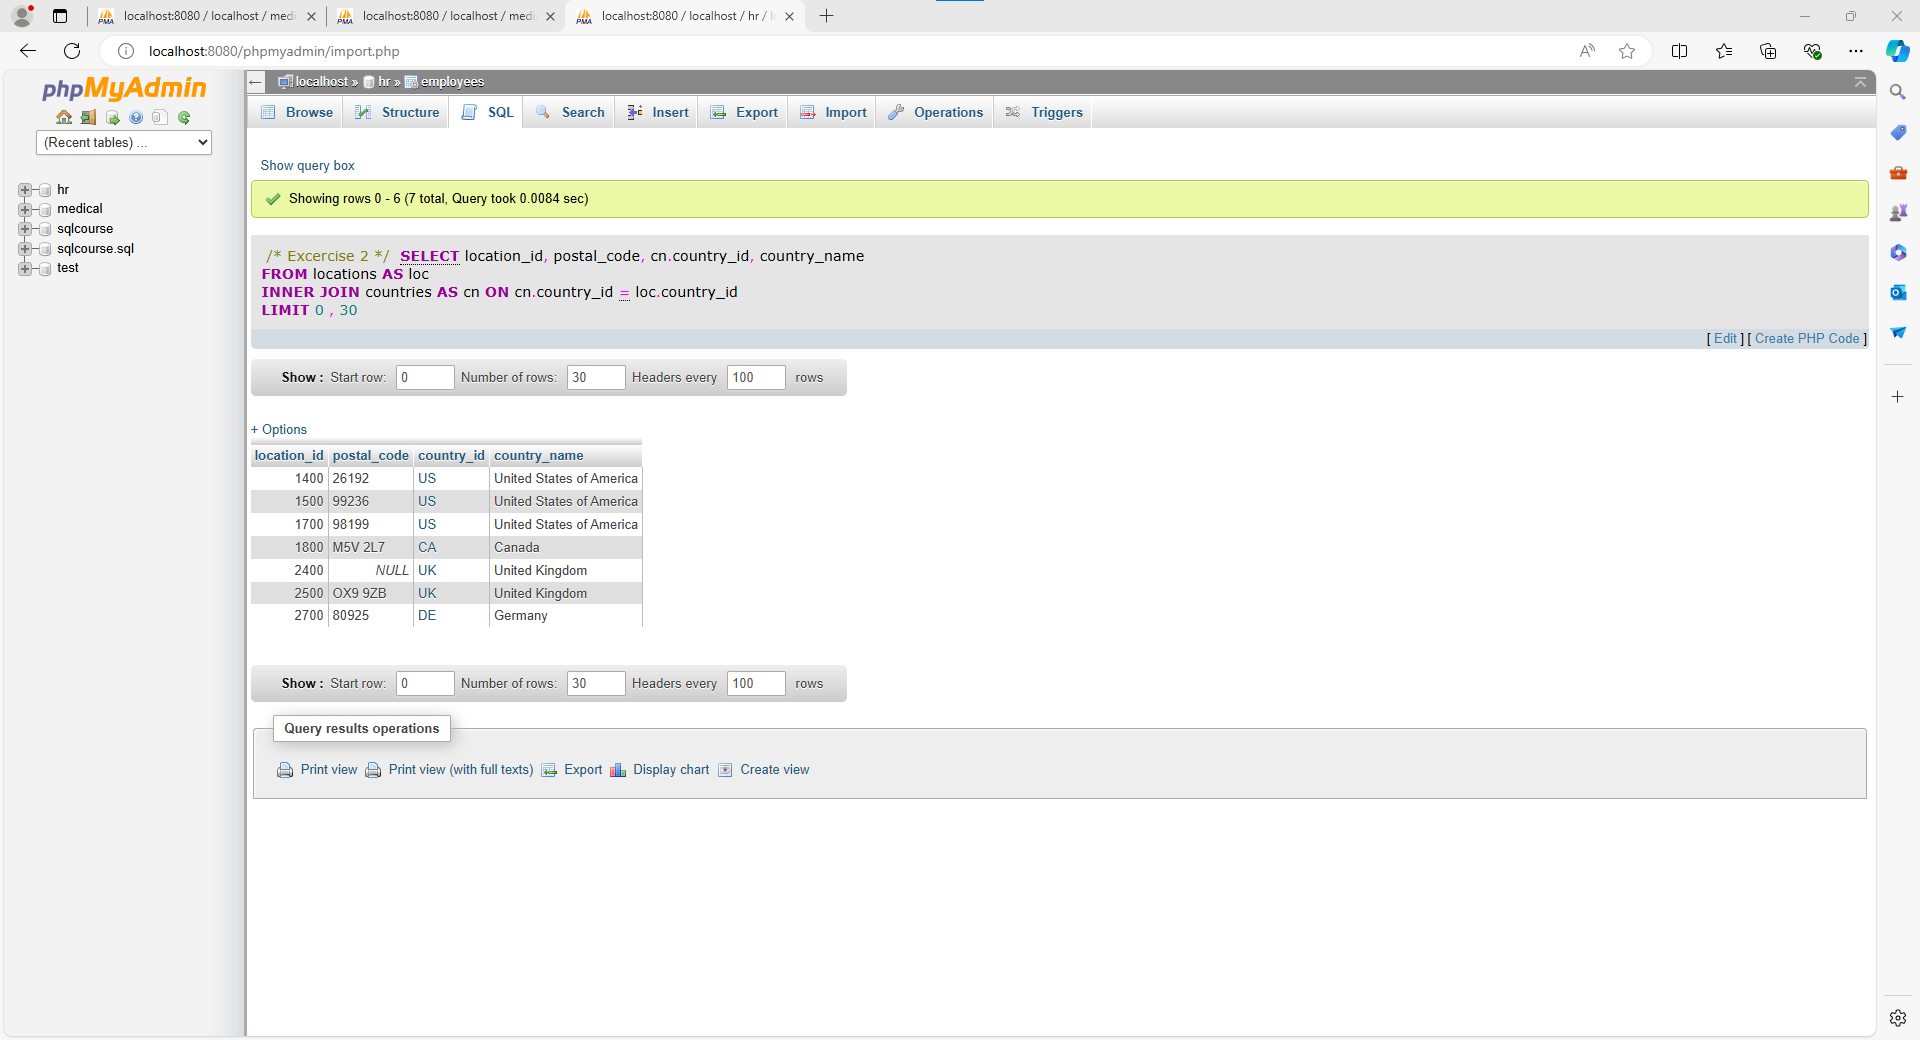 localhost:8080 / localhost / medi
localhost:8080 / localhost / medi
localhost:8080 / localhost / hr / l
localhost:8080/phpmyadmin/import.php
phpMyAdmin
(Recent tables) ...
hr
medical
sqlcourse
sqlcourse.sql
test
localhost » hr » employees
Browse Structure SQL Search Insert Export Import Operations Triggers
Show query box
Showing rows 0 - 6 (7 total, Query took 0.0084 sec)
/* Excercise 2 */ SELECT location_id, postal_code, cn.country_id, country_name
FROM locations AS loc
INNER JOIN countries AS cn ON cn.country_id = loc.country_id
LIMIT 0 , 30
[ Edit ] [ Create PHP Code ]
Show : Start row: 0 Number of rows: 30 Headers every 100 rows
+ Options
location_id postal_code country_id country_name
1400 26192 US United States of America
1500 99236 US United States of America
1700 98199 US United States of America
1800 M5V 2L7 CA Canada
2400 NULL UK United Kingdom
2500 OX9 9ZB UK United Kingdom
2700 80925 DE Germany
Show : Start row: 0 Number of rows: 30 Headers every 100 rows
Query results operations
Print view Print view (with full texts) Export Display chart Create view